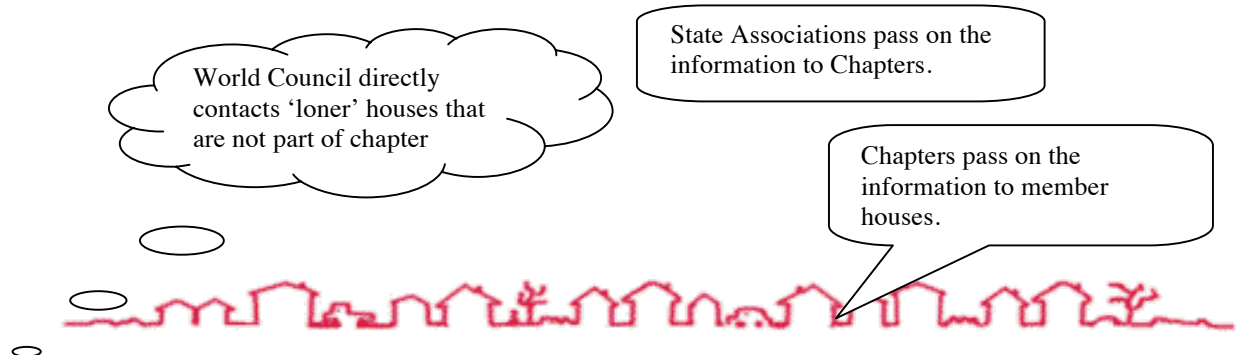 World Council directly
contacts ‘loner’ houses that
are not part of chapter
State Associations pass on the
information to Chapters.
Chapters pass on the
information to member
houses.